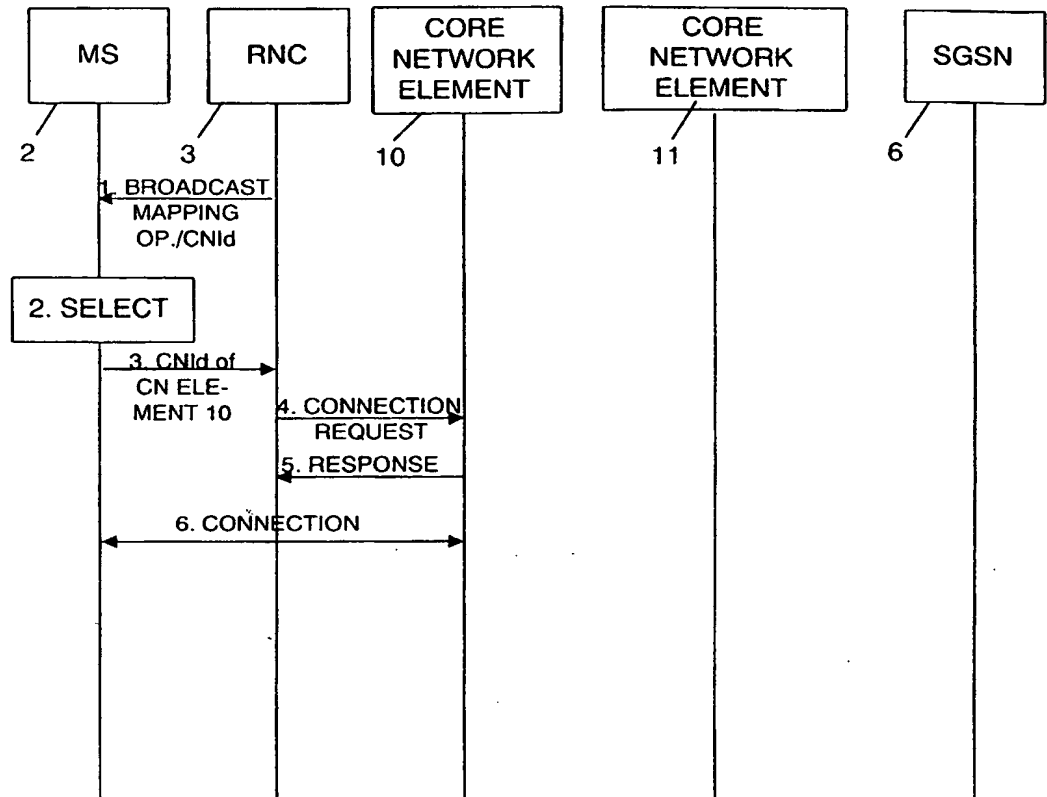 MS
RNC
CORE
NETWORK
ELEMENT
CORE
NETWORK
ELEMENT
SGSN
2
3
10
11
6
1. BROADCAST
MAPPING
OP./CNId
2. SELECT
3. CNId of
CN ELE-
MENT 10
4. CONNECTION
REQUEST
5. RESPONSE
6. CONNECTION